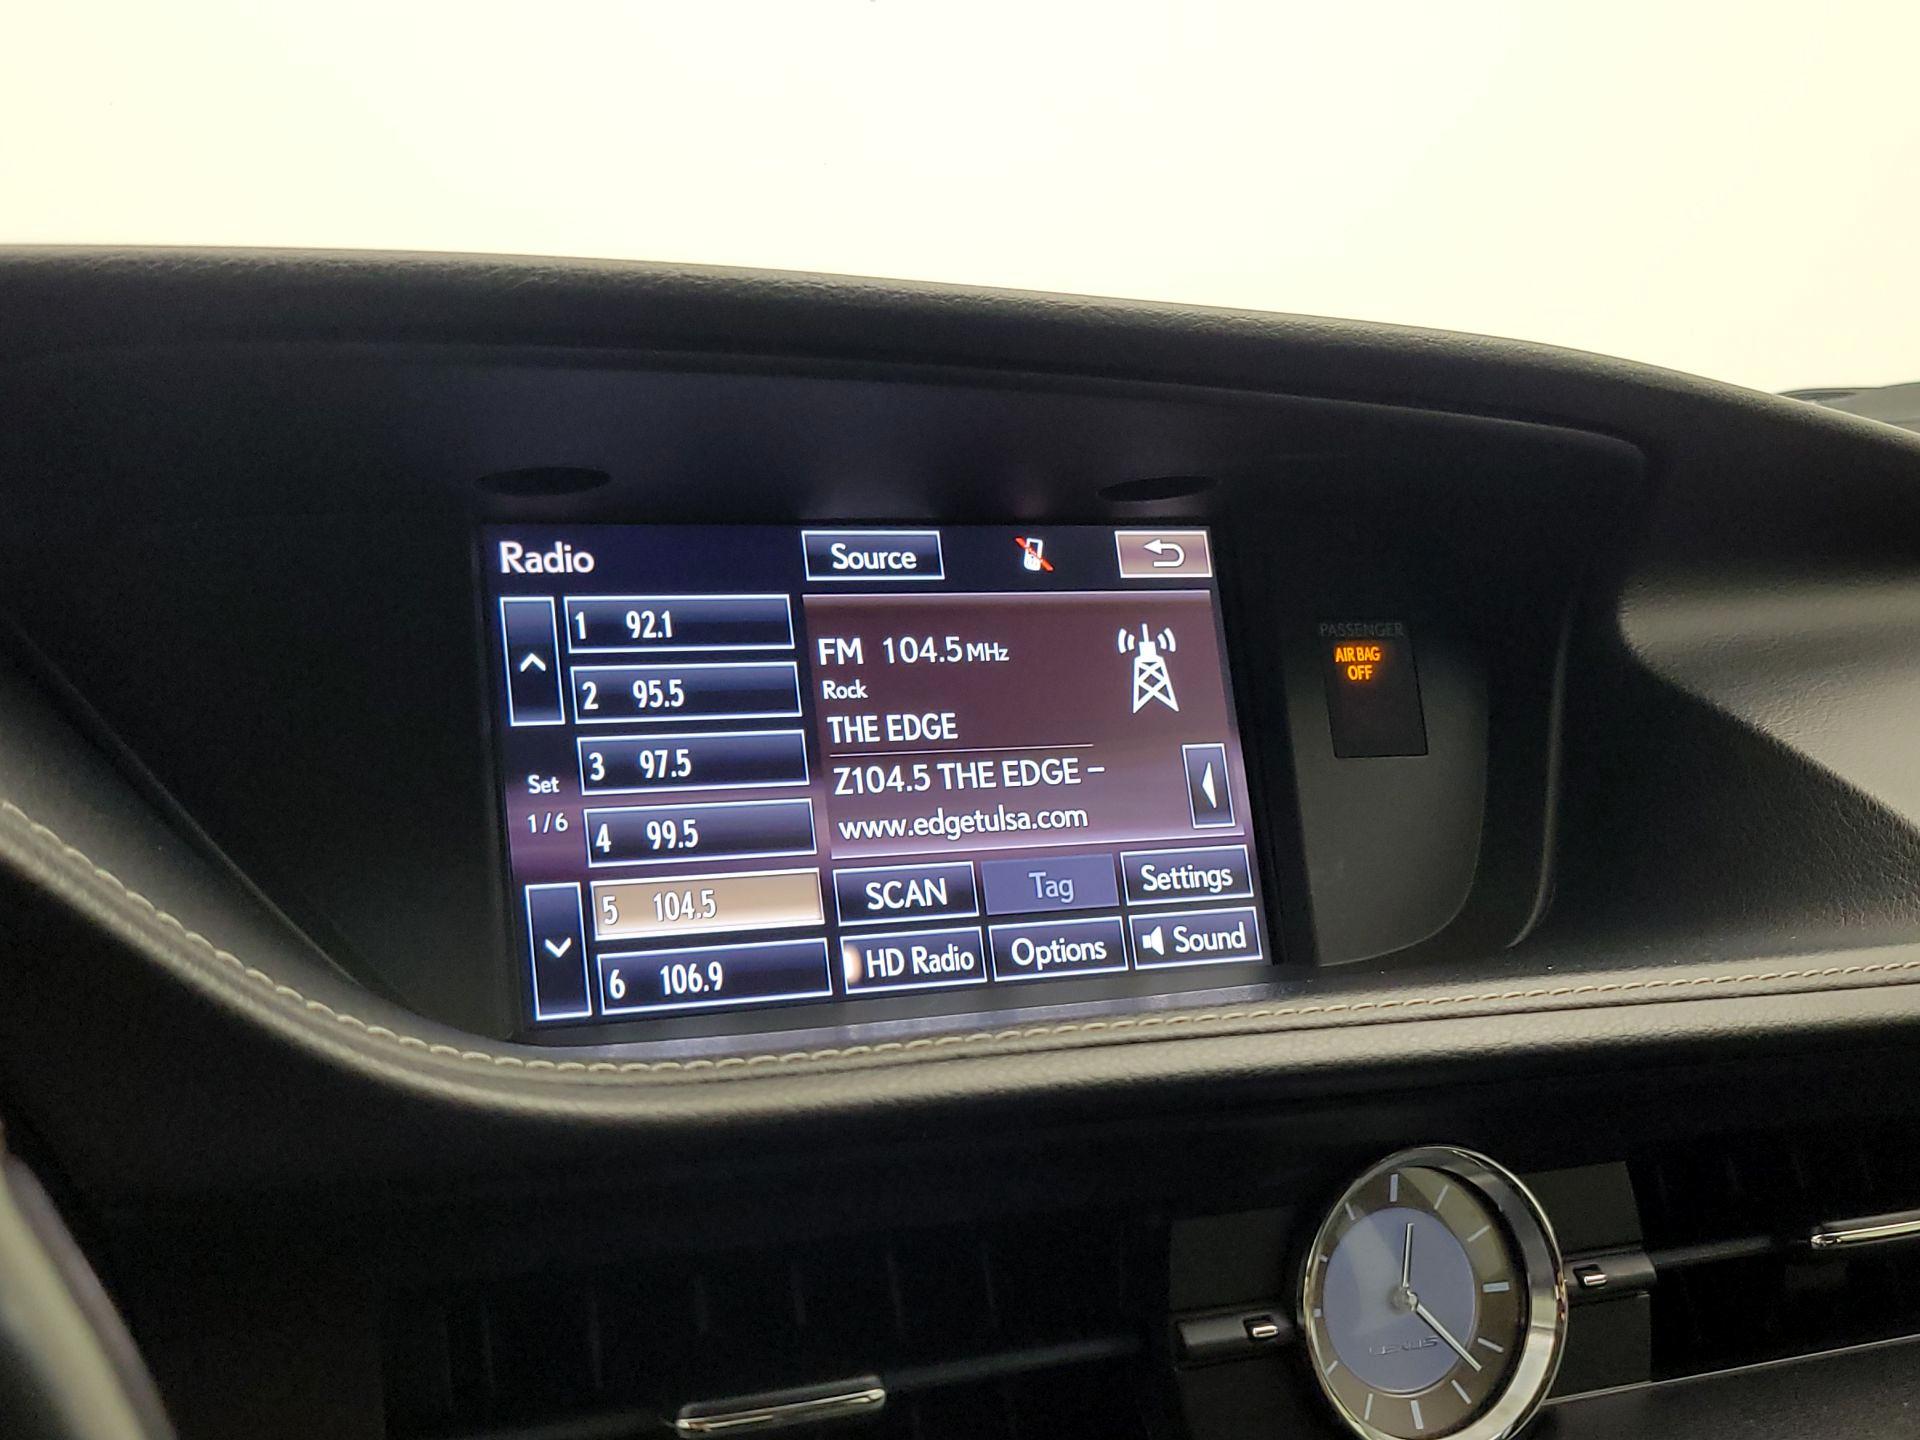 Radio
Source
1 92.1
2 95.5
3 97.5
4 99.5
5 104.5
6 106.9
Set
1/6
FM 104.5 MHz
Rock
THE EDGE
Z104.5 THE EDGE –
www.edgetulsa.com
SCAN
Tag
Settings
HD Radio
Options
Sound
PASSENGER
AIR BAG
OFF
LEXUS